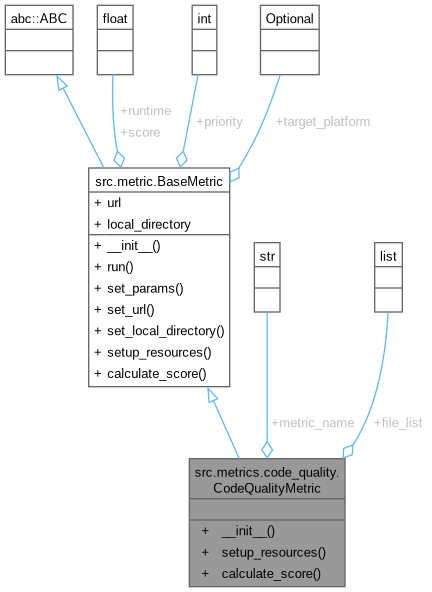 abc::ABC
float
int
Optional
+runtime
+score
+priority
+target_platform
src.metric.BaseMetric
+ url
+ local_directory
+ __init__()
+ run()
+ set_params()
+ set_url()
+ set_local_directory()
+ setup_resources()
+ calculate_score()
str
list
+metric_name
+file_list
src.metrics.code_quality.
CodeQualityMetric
+ __init__()
+ setup_resources()
+ calculate_score()